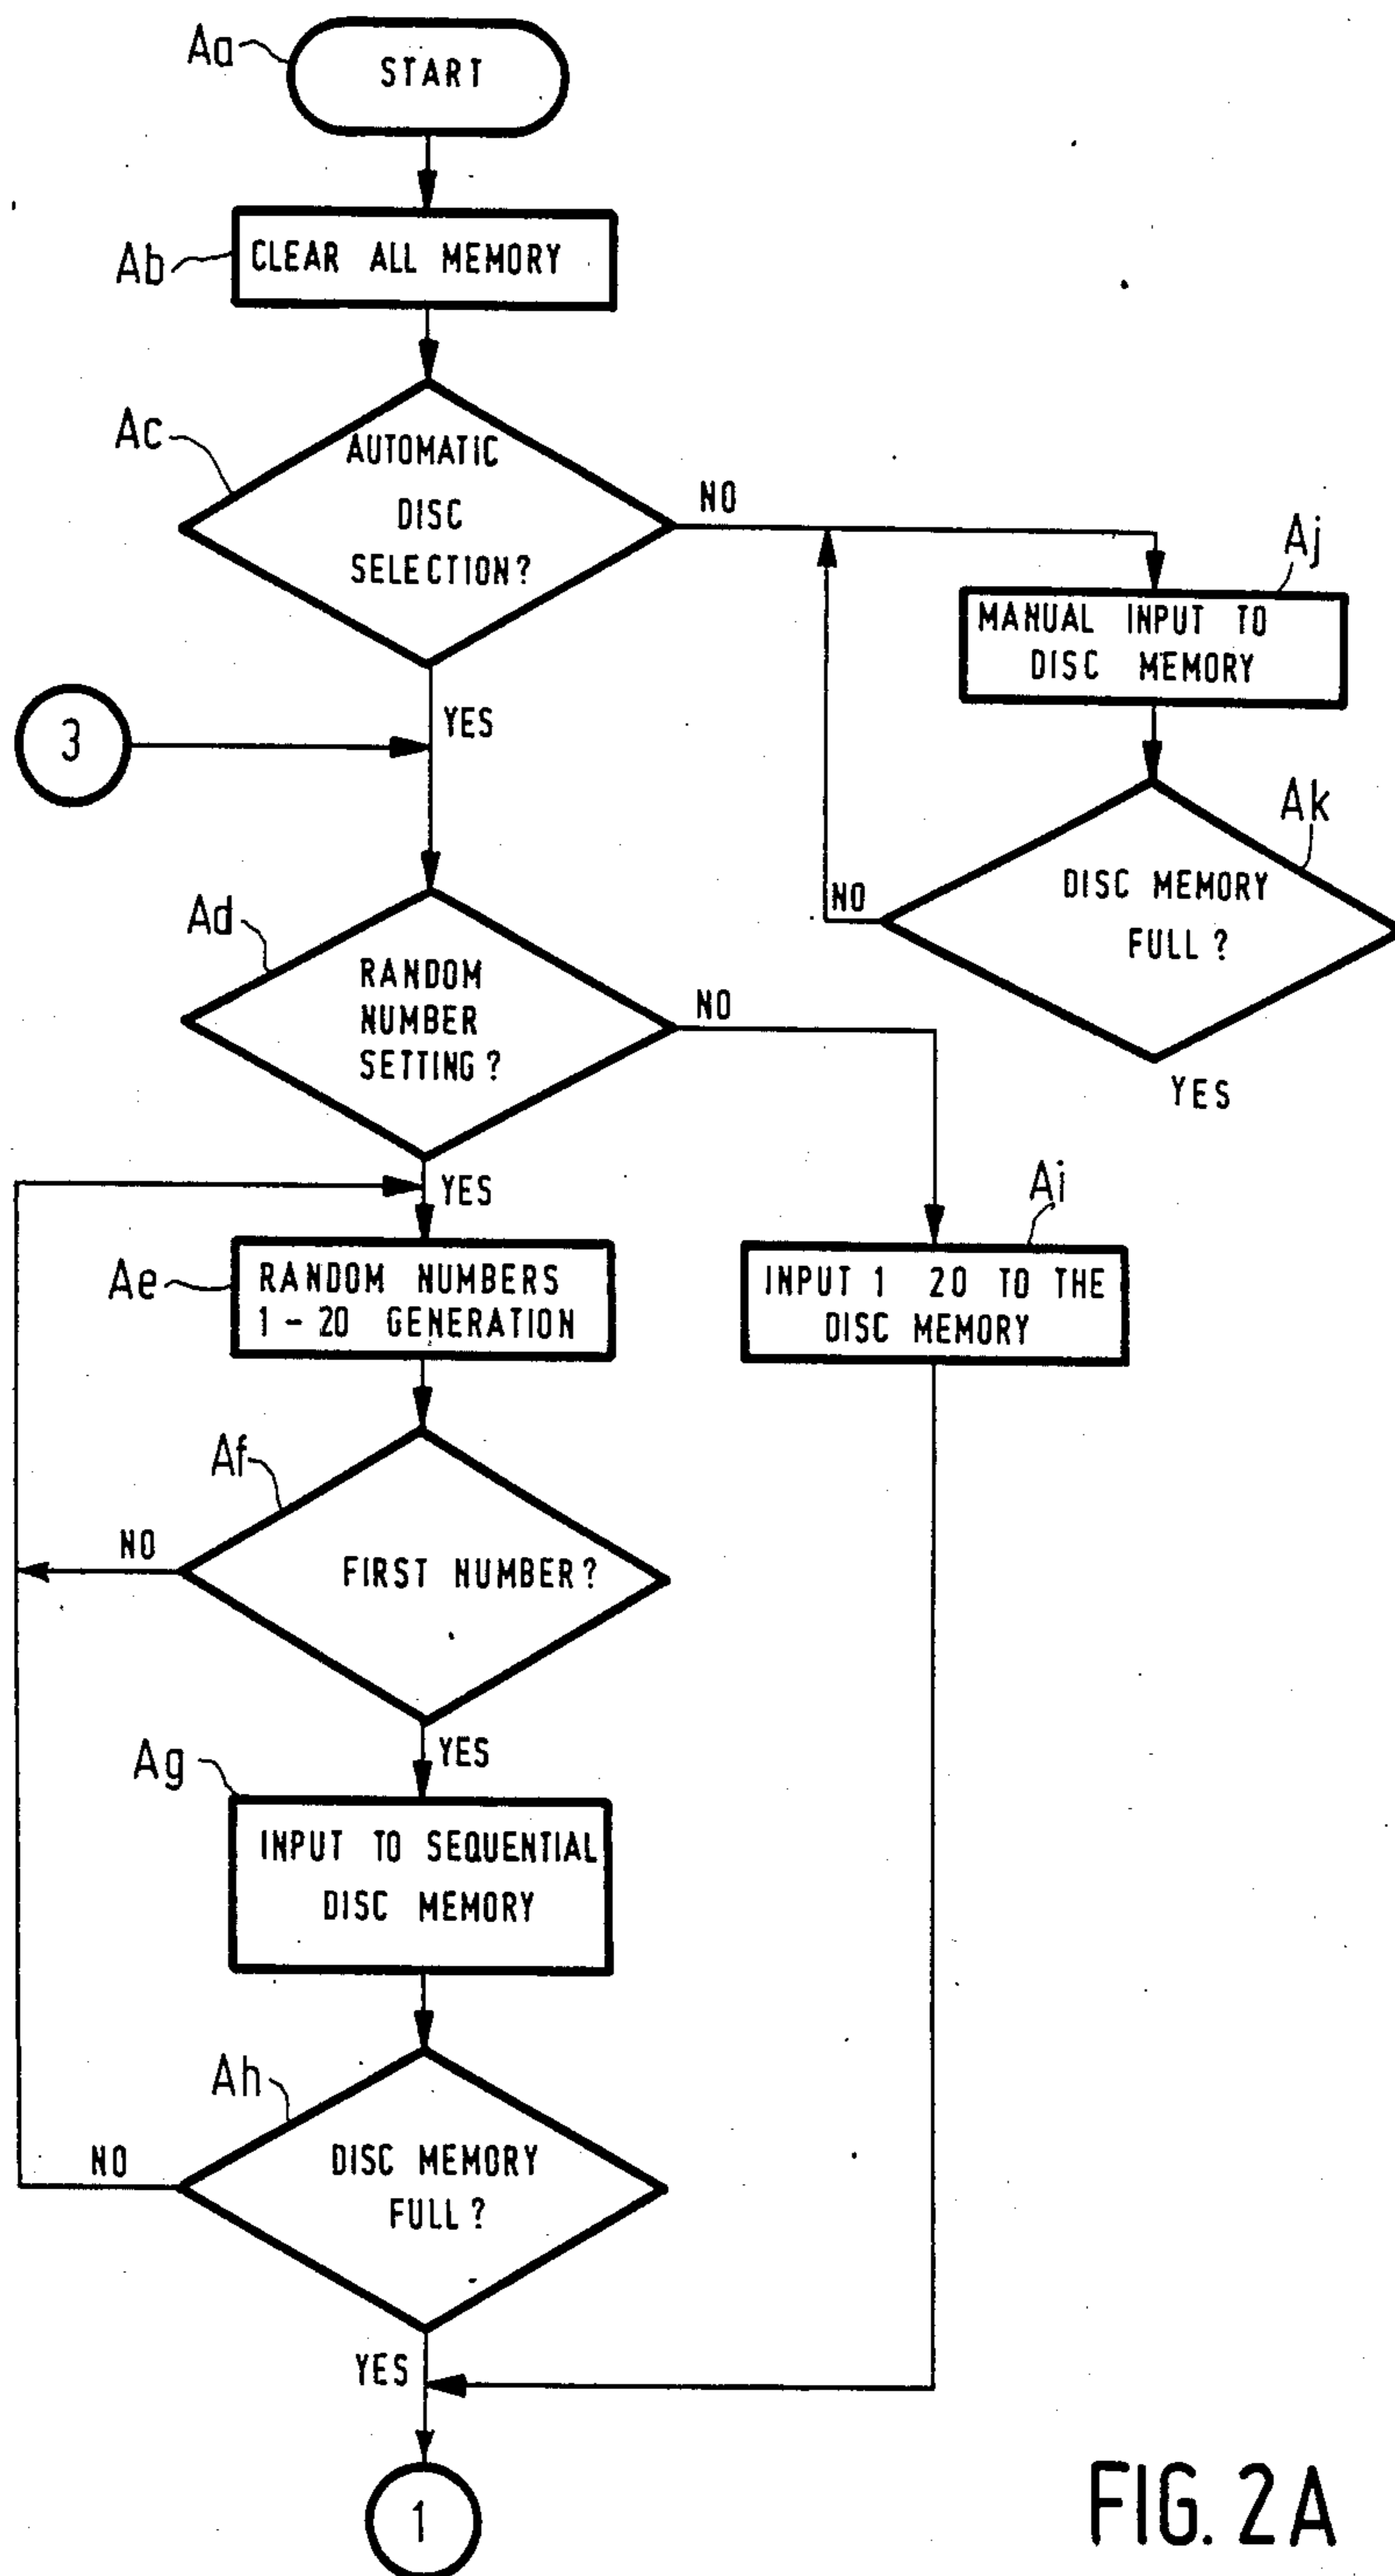 Aa
START
Ab
CLEAR ALL MEMORY
Ac
AUTOMATIC
DISC
SELECTION?
NO
Aj
MANUAL INPUT TO
DISC MEMORY
3
YES
Ak
DISC MEMORY
FULL?
NO
YES
Ad
RANDOM
NUMBER
SETTING?
NO
YES
Ai
INPUT 1 20 TO THE
DISC MEMORY
Ae
RANDOM NUMBERS
1-20 GENERATION
Af
FIRST NUMBER?
NO
YES
Ag
INPUT TO SEQUENTIAL
DISC MEMORY
Ah
DISC MEMORY
FULL?
NO
YES
1
FIG. 2A